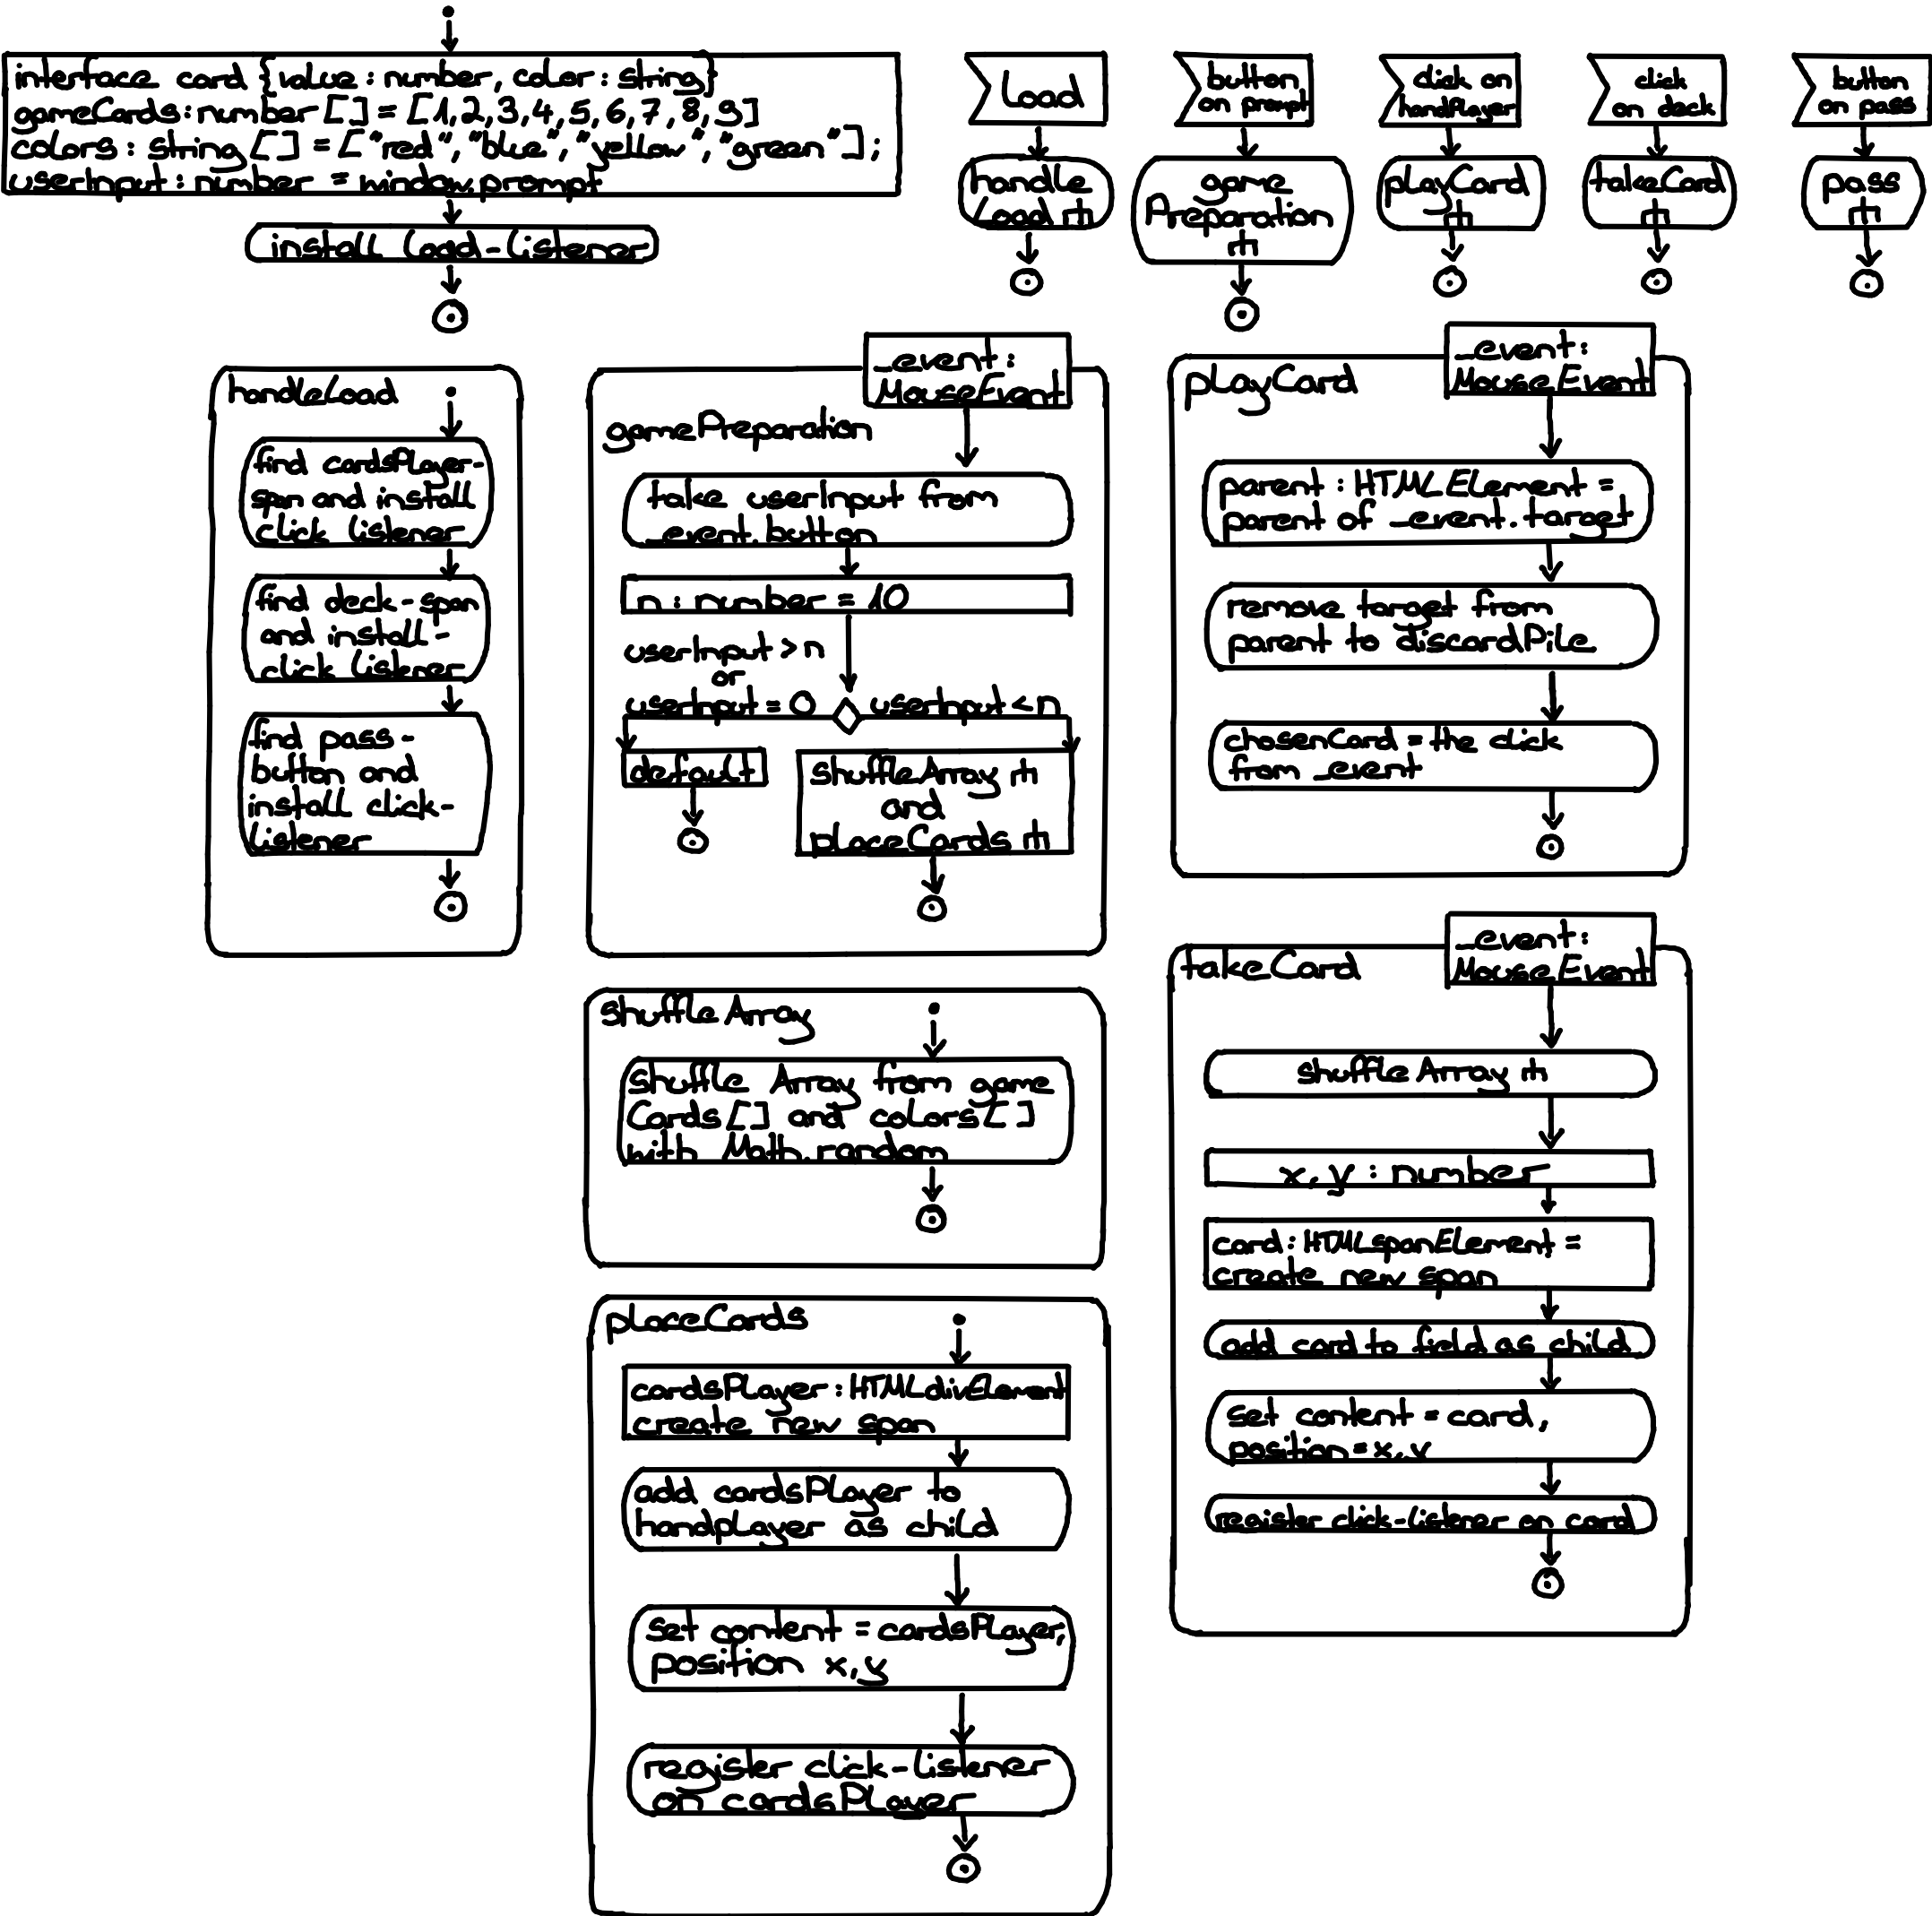 interface card {value : number, color : string}
gameCards : number [] = [1, 2, 3, 4, 5, 6, 7, 8, 9]
colors : string [] = ["red", "blue", "yellow", "green"];
userInput : number = window.prompt
install load-listener
load
handle
load
button
on prompt
game
Preparation
click on
handPlayer
playCard
click
on deck
takeCard
button
on pass
pass
handleLoad
find cardsPlayer-
span and install
click listener
find deck-span
and install-
click listener
find pass-
button and
install click-
listener
_event:
MouseEvent
gamePreparation
take userInput from
_event.button
n : number = 10
userInput > n
or
userInput = 0
userInput < n
default
shuffleArray
and
placeCards
shuffleArray
shuffle Array from game
Cards [] and colors []
with Math.random
placeCards
cardsPlayer : HTMLdivElement
create new span
add cardsPlayer to
handplayer as child
set content = cardsPlayer,
position x, y
register click-listener
on cardsPlayer
_event:
MouseEvent
playCard
parent : HTMLElement =
parent of _event.target
remove target from
parent to discardPile
chosenCard = the click
from _event
_event:
MouseEvent
takeCard
shuffleArray
x, y : number
card : HTMLspanElement =
create new span
add card to field as child
set content = card,
position = x, y
register click-listener on card